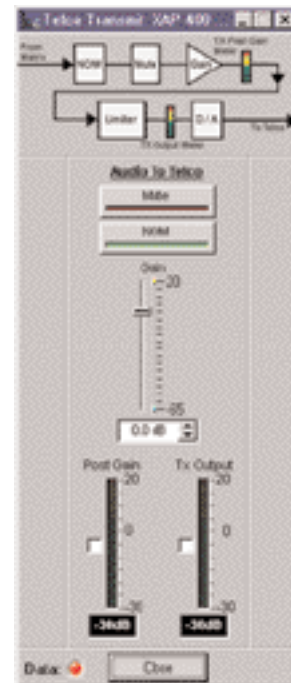 Telco Transmit XAP 400
From Matrix
NOM
Mute
Gain
TX Post Gain Meter
Limiter
D/A
TX Output Meter
To Telco
Audio to Telco
Mute
NOM
Gain
20
-65
0.0 dB
Post Gain
Tx Output
20
20
0
0
-30
-30
-30dB
-30dB
Data:
Close